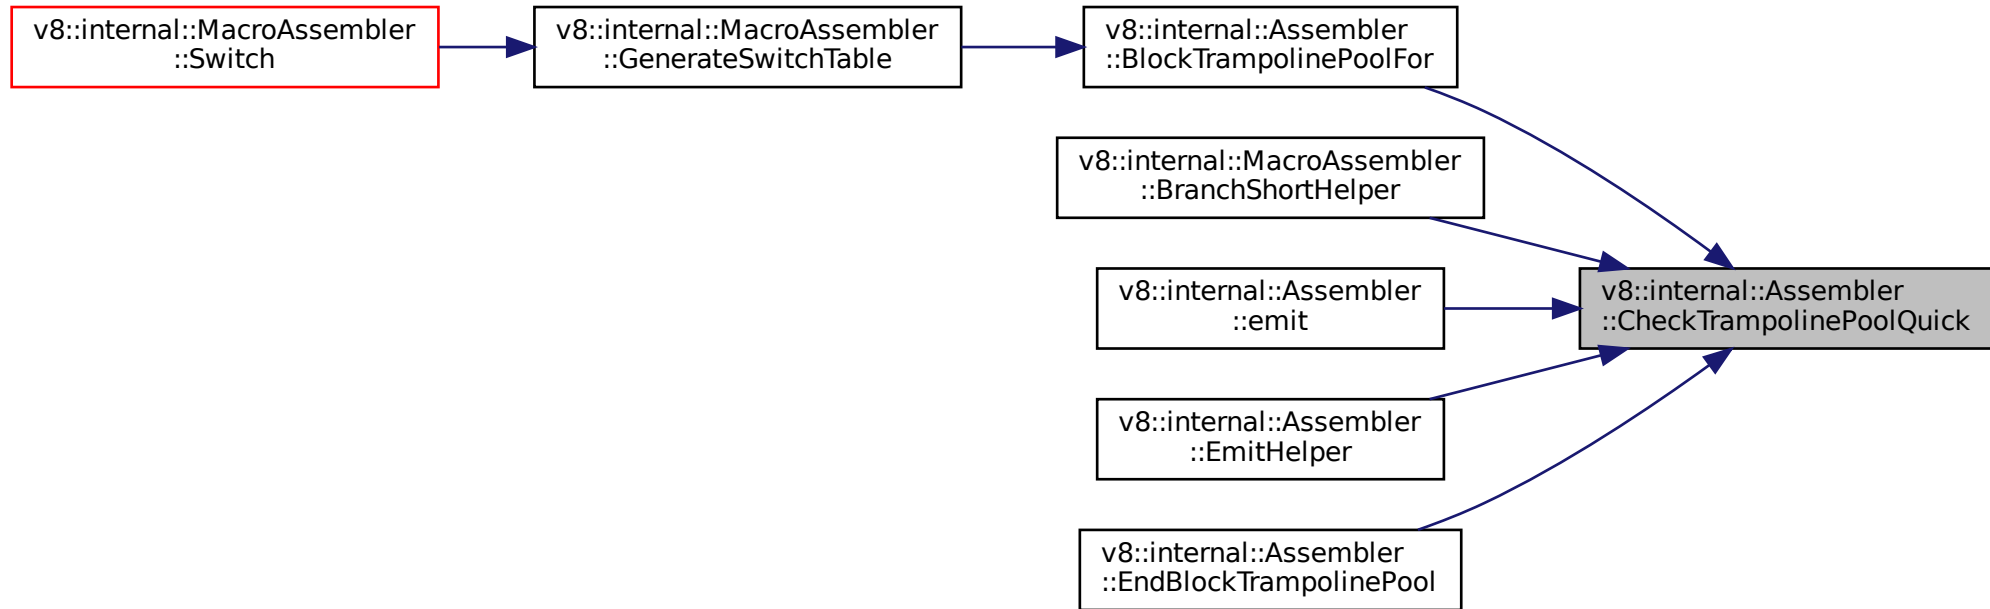 v8::internal::MacroAssembler
::Switch
v8::internal::MacroAssembler
::GenerateSwitchTable
v8::internal::Assembler
::BlockTrampolinePoolFor
v8::internal::MacroAssembler
::BranchShortHelper
v8::internal::Assembler
::emit
v8::internal::Assembler
::CheckTrampolinePoolQuick
v8::internal::Assembler
::EmitHelper
v8::internal::Assembler
::EndBlockTrampolinePool